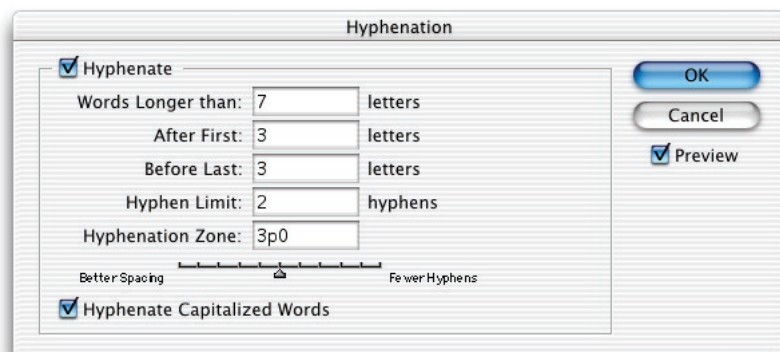 Hyphenation
Hyphenate
Words Longer than: 7 letters
After First: 3 letters
Before Last: 3 letters
Hyphen Limit: 2 hyphens
Hyphenation Zone: 3p0
Better Spacing Fewer Hyphens
Hyphenate Capitalized Words
OK
Cancel
Preview